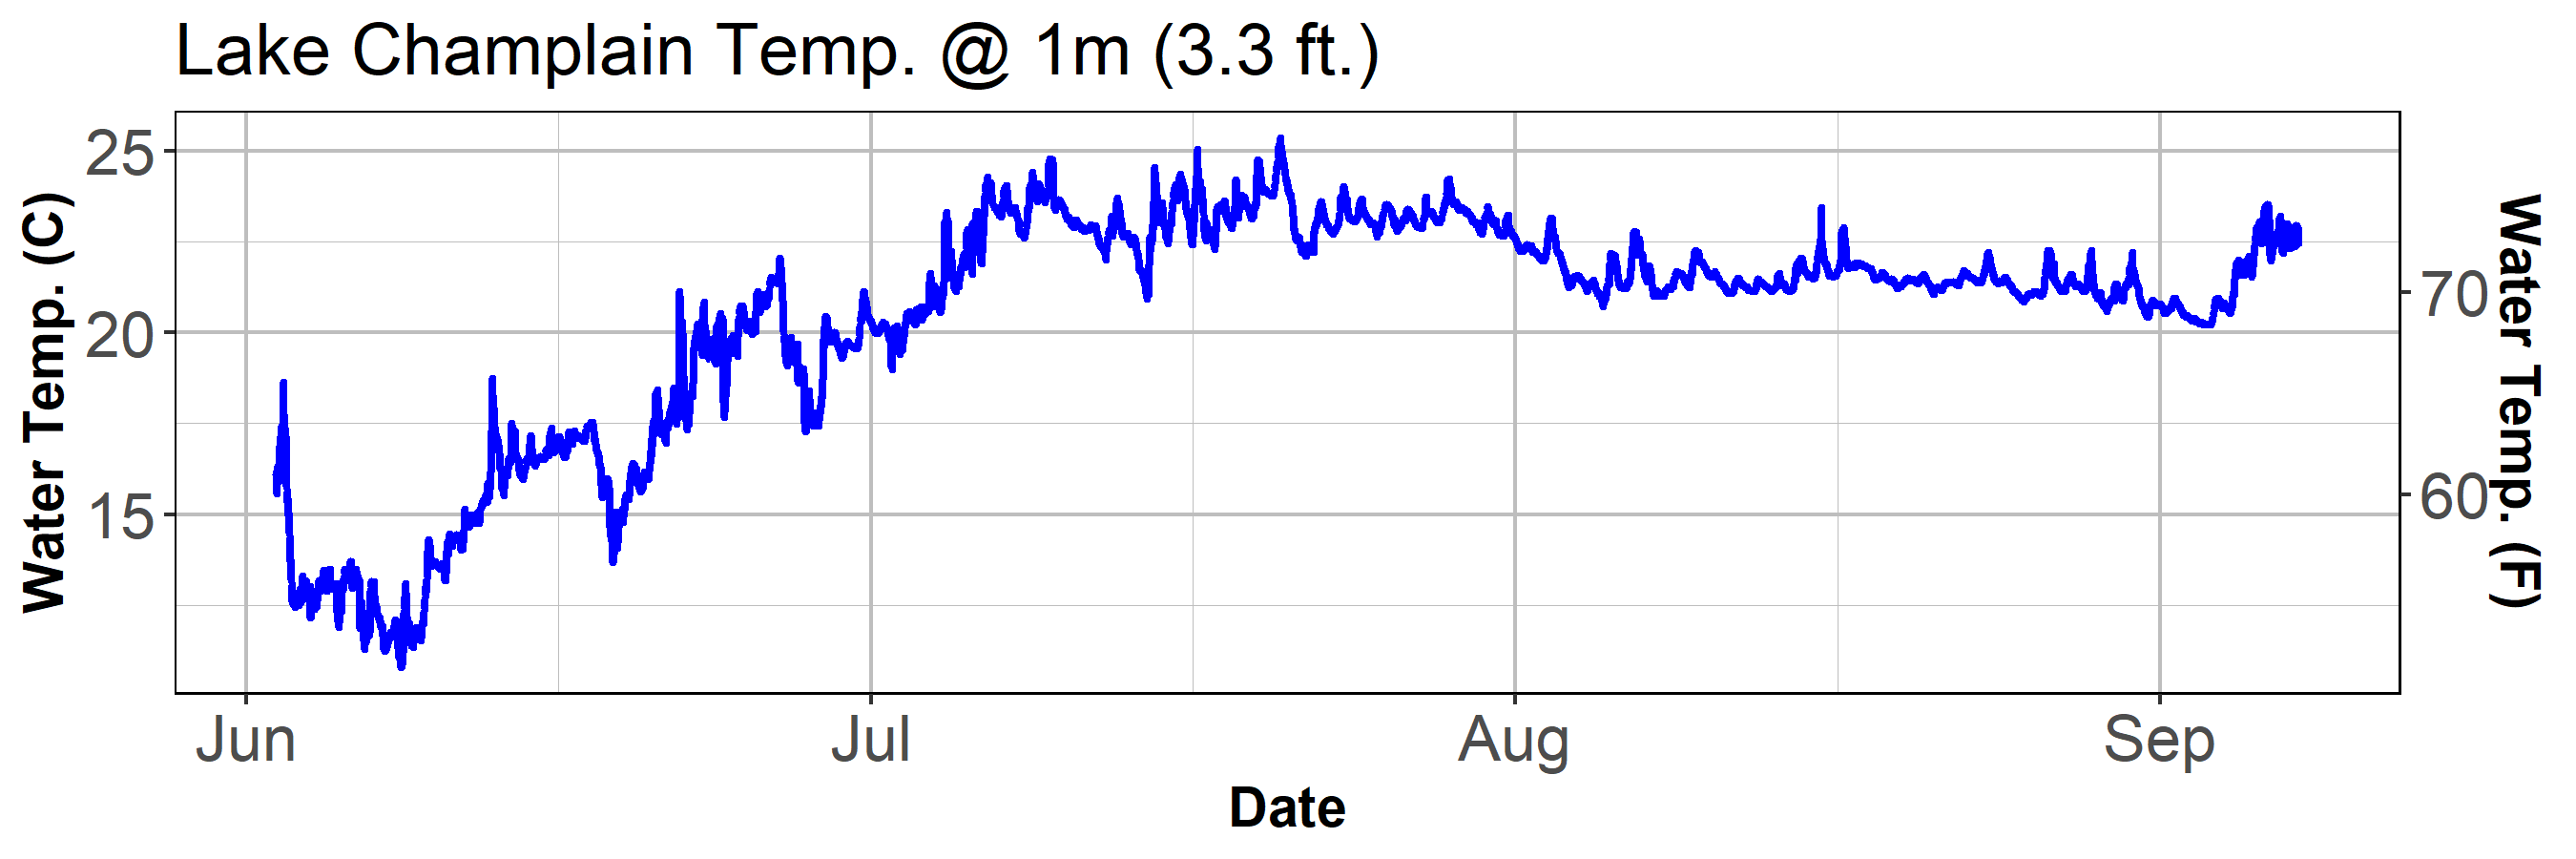 Lake Champlain Temp. @ 1m (3.3 ft.)
Water Temp. (C)
25
20
15
70
60
Water Temp. (F)
Jun Jul Aug Sep
Date